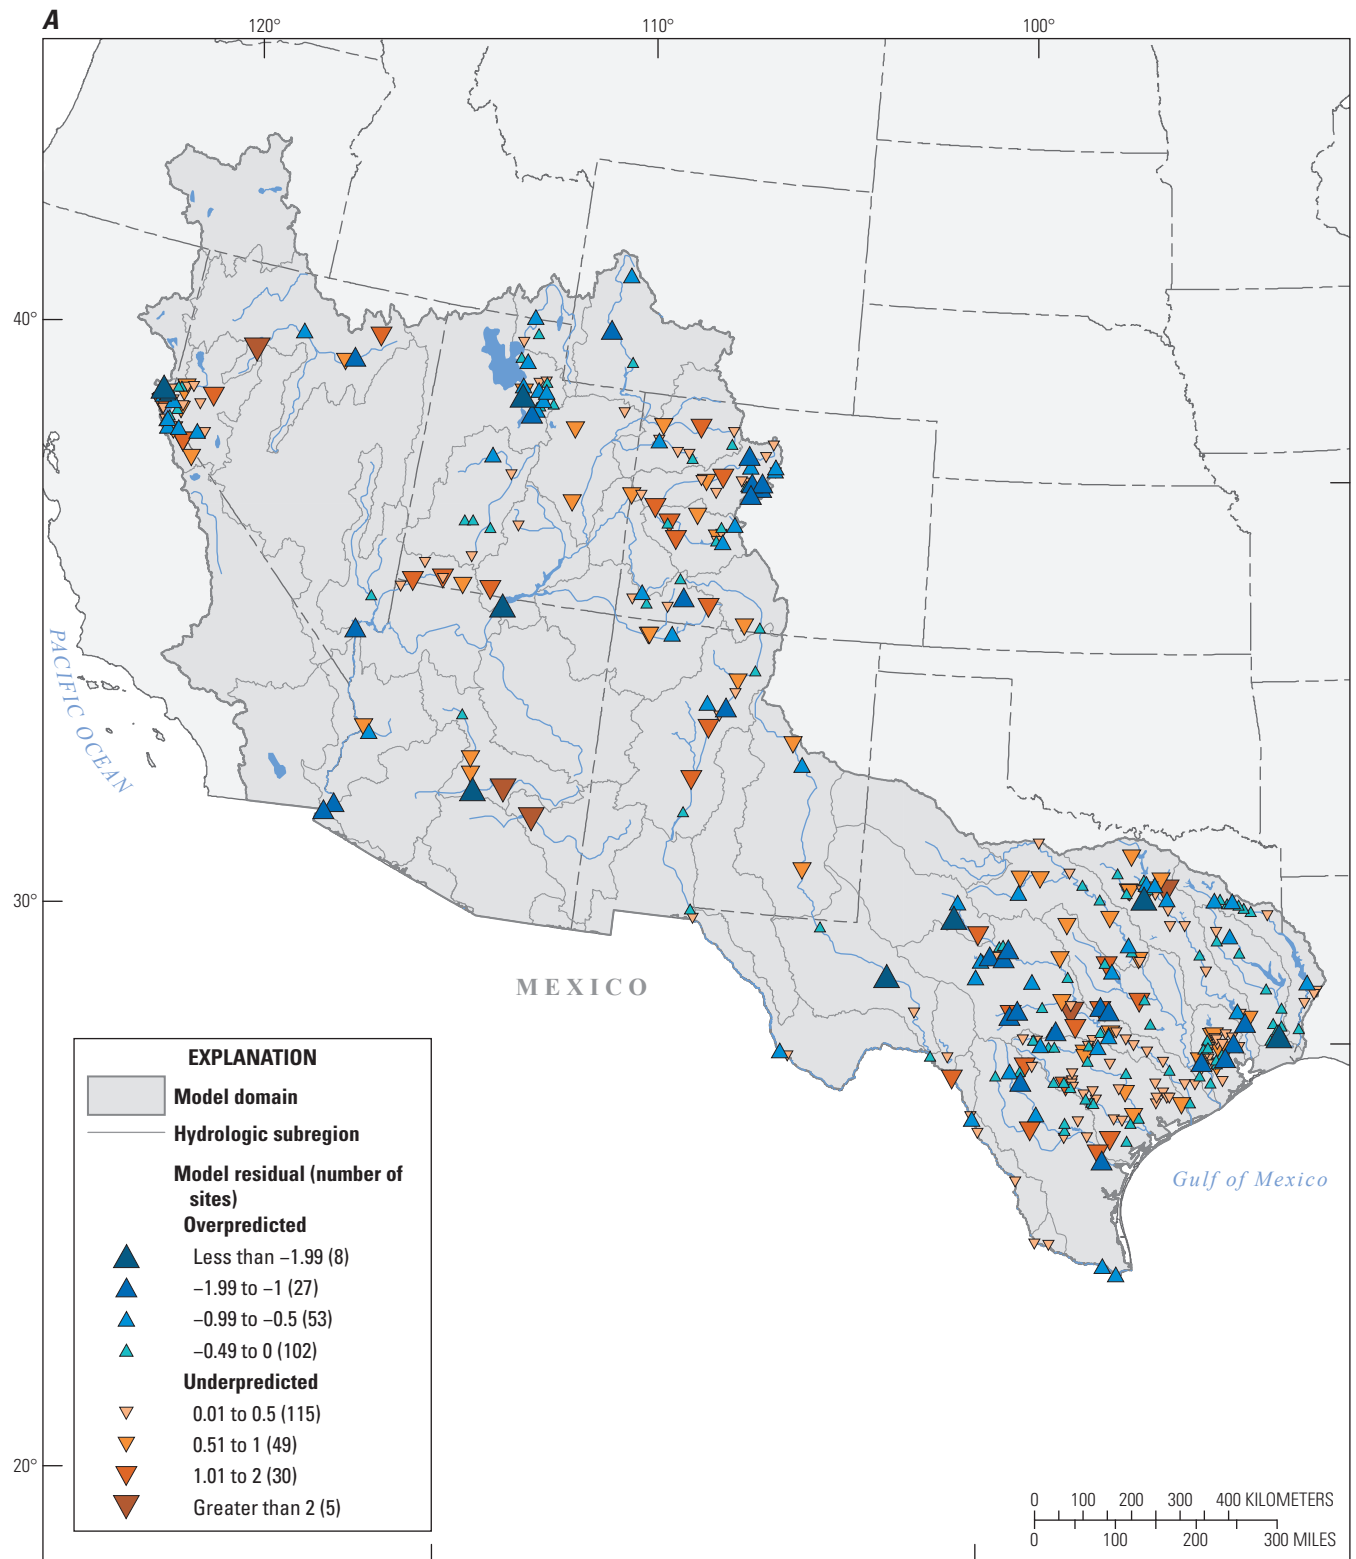 A
120°
110°
100°
40°
30°
20°
PACIFIC OCEAN
MEXICO
Gulf of Mexico
EXPLANATION
Model domain
Hydrologic subregion
Model residual (number of
sites)
Overpredicted
Less than −1.99 (8)
−1.99 to −1 (27)
−0.99 to −0.5 (53)
−0.49 to 0 (102)
Underpredicted
0.01 to 0.5 (115)
0.51 to 1 (49)
1.01 to 2 (30)
Greater than 2 (5)
0 100 200 300 400 KILOMETERS
0 100 200 300 MILES